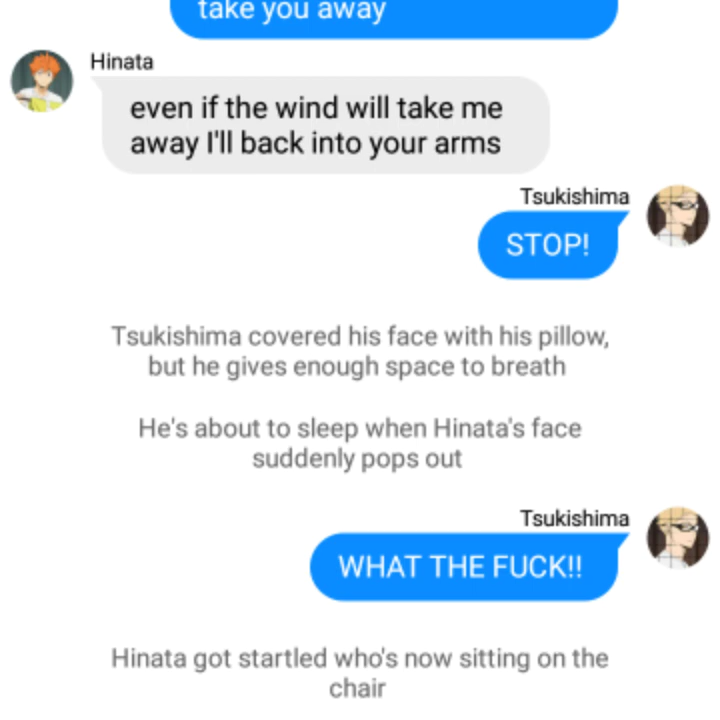 take you away
Hinata
even if the wind will take me
away I'll back into your arms
Tsukishima
STOP!
Tsukishima covered his face with his pillow,
but he gives enough space to breath
He's about to sleep when Hinata's face
suddenly pops out
Tsukishima
WHAT THE FUCK!!
Hinata got startled who's now sitting on the
chair